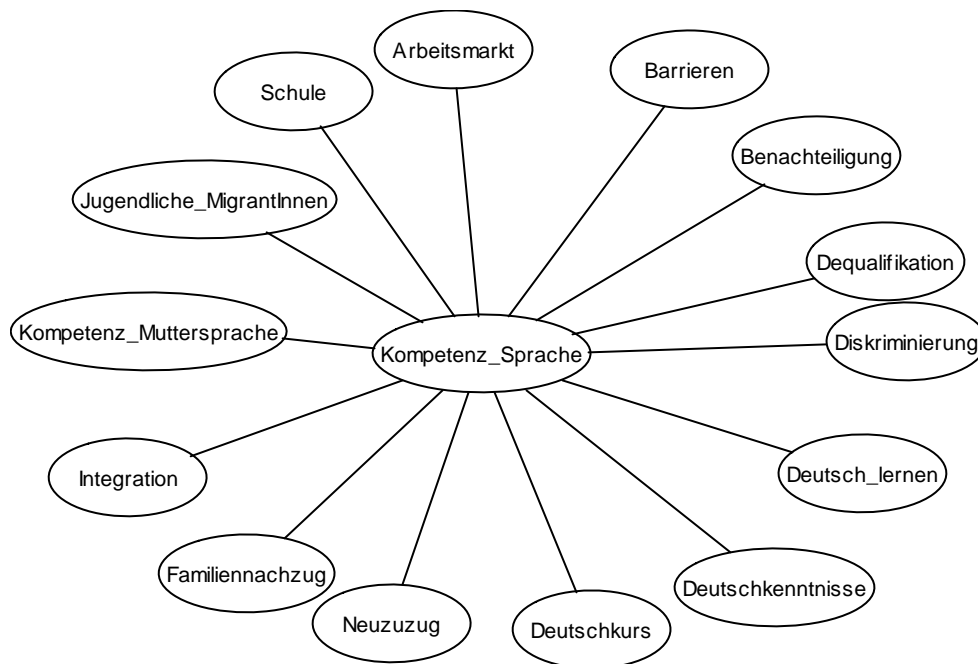 Arbeitsmarkt
Barrieren
Schule
Benachteiligung
Jugendliche_MigrantInnen
Dequalifikation
Kompetenz_Muttersprache
Diskriminierung
Kompetenz_Sprache
Deutsch_lernen
Integration
Familiennachzug
Deutschkenntnisse
Neuzuzug
Deutschkurs